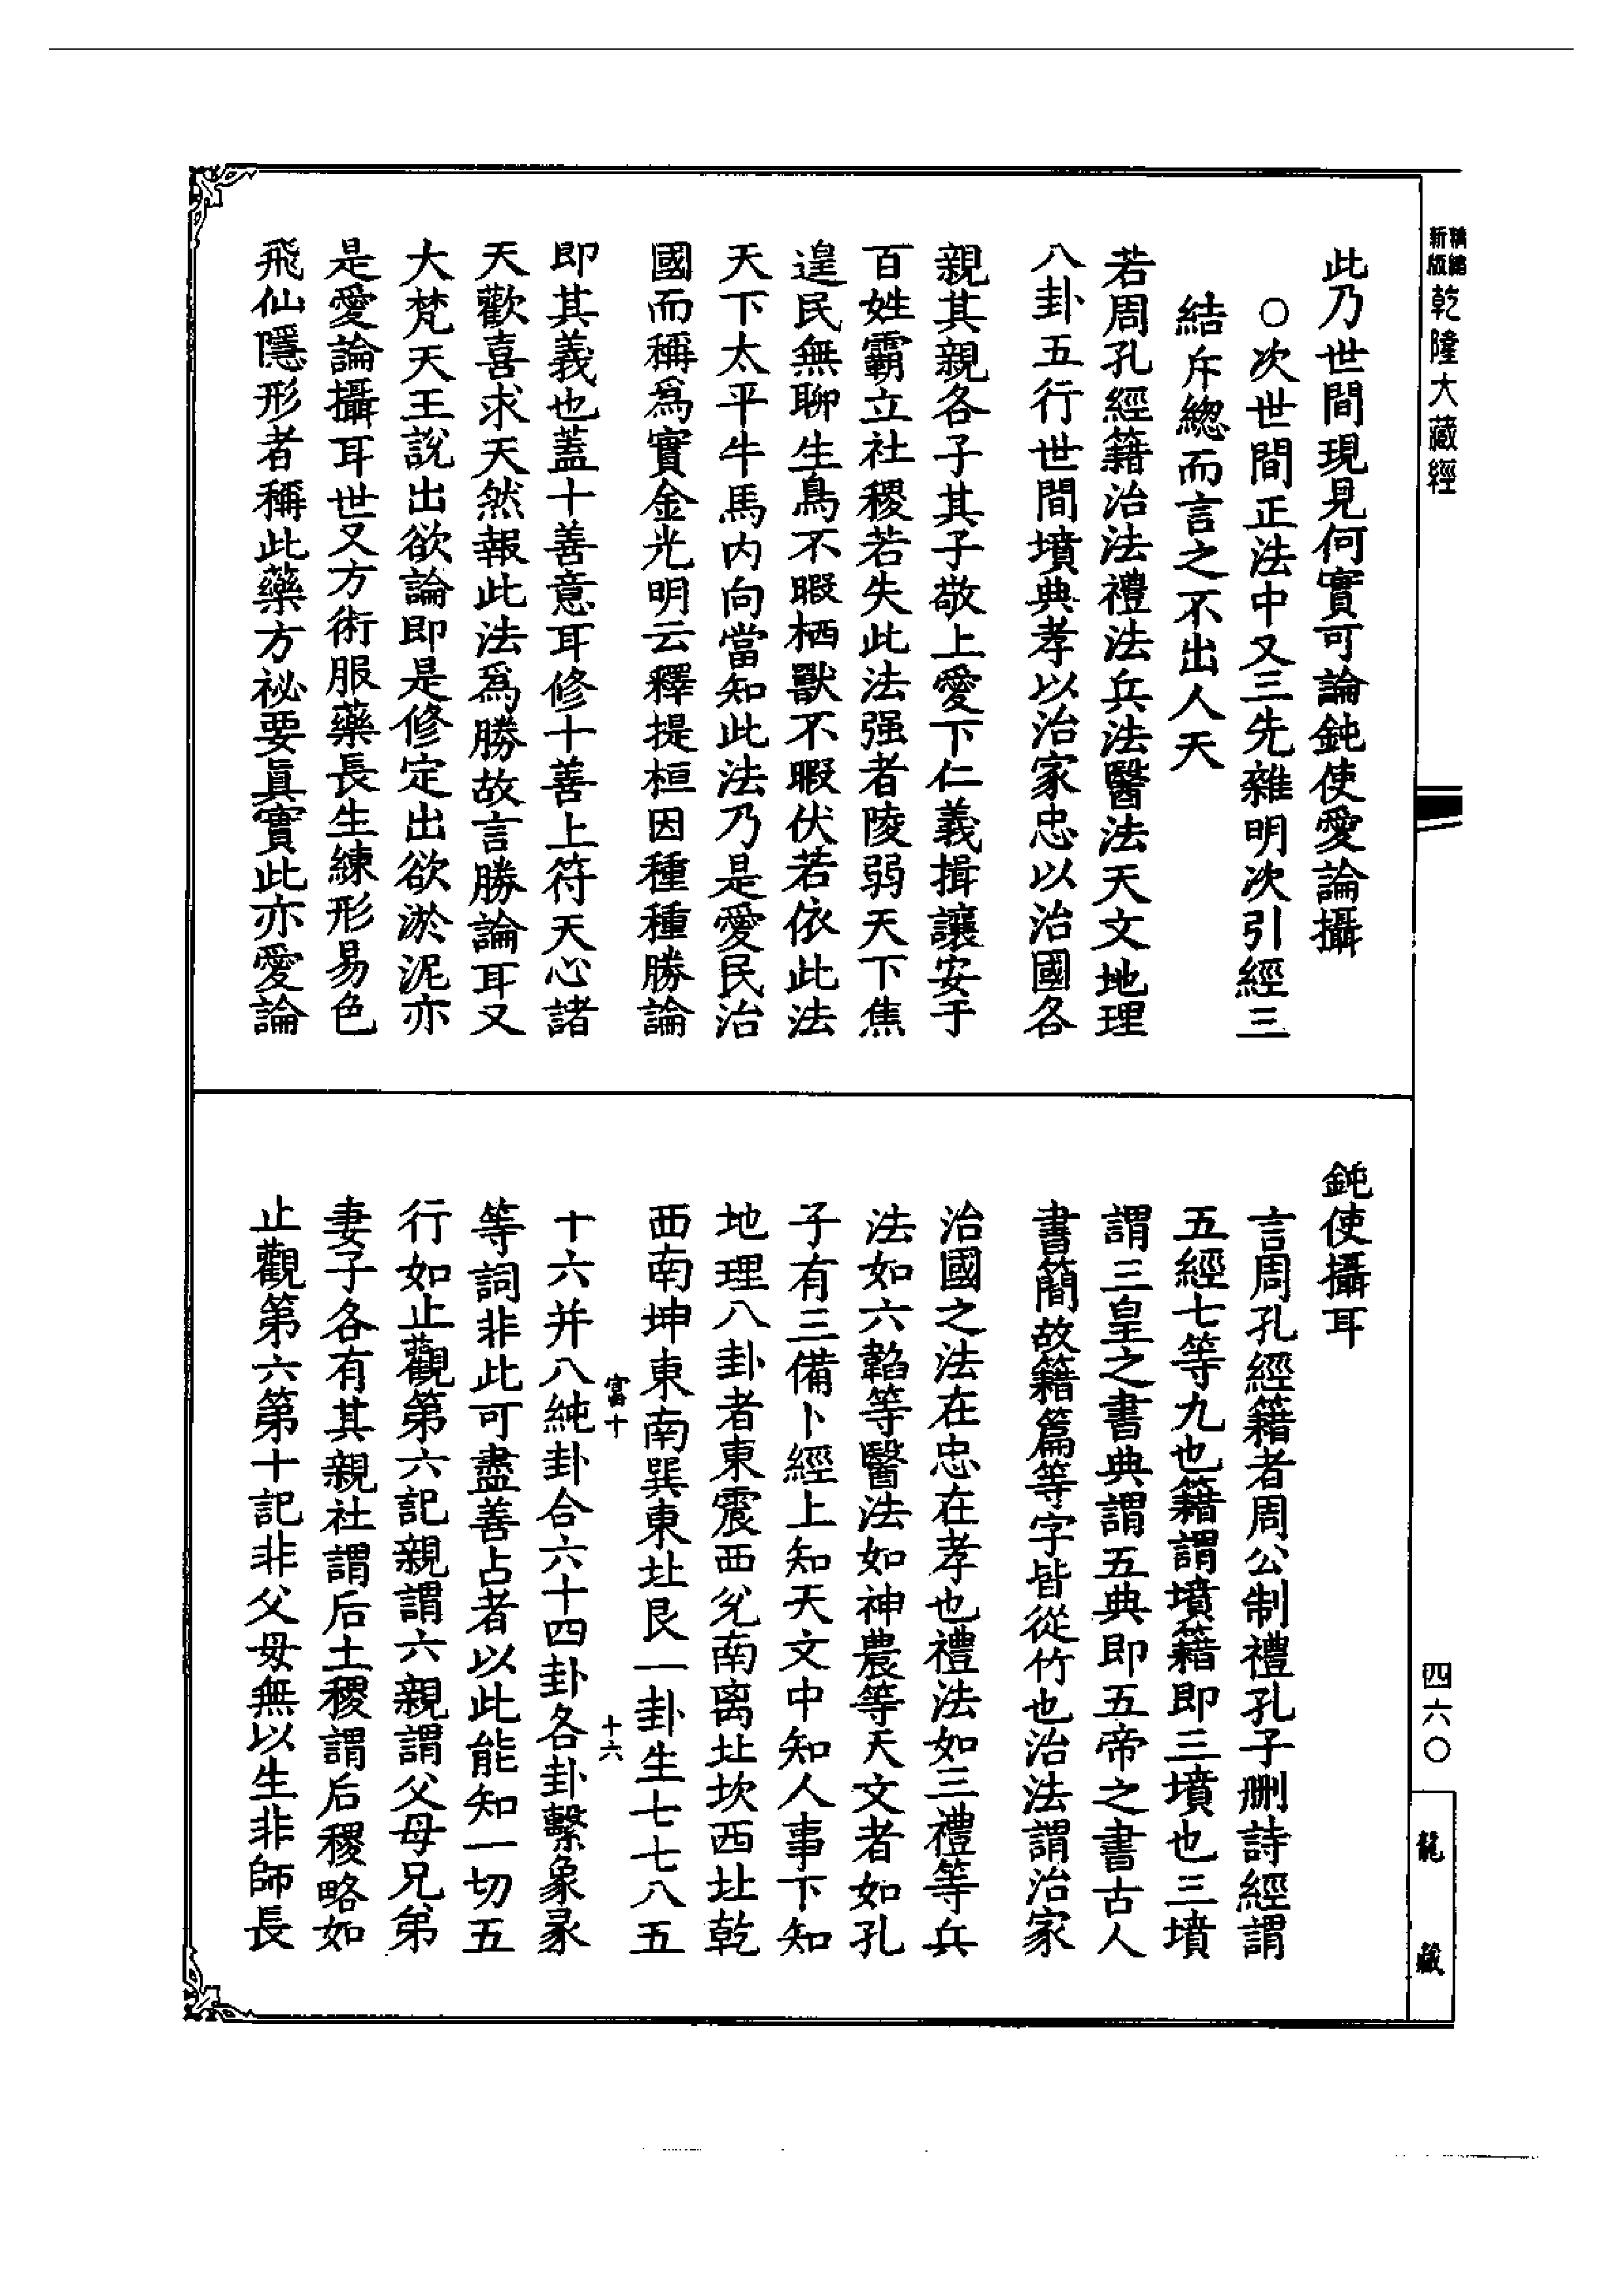 精縮
新版
乾隆大藏經
此乃世間現見何實可論鈍使愛論攝
○次世間正法中又三先雜明次引經三
結斥總而言之不出人天
若周孔經籍治法禮法兵法醫法天文地理
八卦五行世間墳典孝以治家忠以治國各
親其親各子其子敬上愛下仁義揖讓安于
百姓霸立社稷若失此法强者陵弱天下焦
遑民無聊生鳥不暇栖獸不暇伏若依此法
天下太平牛馬内向當知此法乃是愛民治
國而稱爲實金光明云釋提桓因種種勝論
即其義也蓋十善意耳修十善上符天心諸
天歡喜求天然報此法爲勝故言勝論耳又
大梵天王説出欲論即是修定出欲淤泥亦
是愛論攝耳世又方術服藥長生練形易色
飛仙隱形者稱此藥方祕要眞實此亦愛論
鈍使攝耳
言周孔經籍者周公制禮孔子刪詩經謂
五經七等九也籍謂墳籍即三墳也三墳
謂三皇之書典謂五典即五帝之書古人
書簡故籍篇等字皆從竹也治法謂治家
治國之法在忠在孝也禮法如三禮等兵
法如六韜等醫法如神農等天文者如孔
子有三備卜經上知天文中知人事下知
地理八卦者東震西兌南离北坎西北乾
西南坤東南巽東北艮一卦生七七八五
富十
十六
十六并八純卦合六十四卦各卦繫象彖
等詞非此可盡善占者以此能知一切五
行如止觀第六記親謂六親謂父母兄弟
妻子各有其親社謂后土稷謂后稷略如
止觀第六第十記非父母無以生非師長
四六〇
龍
藏